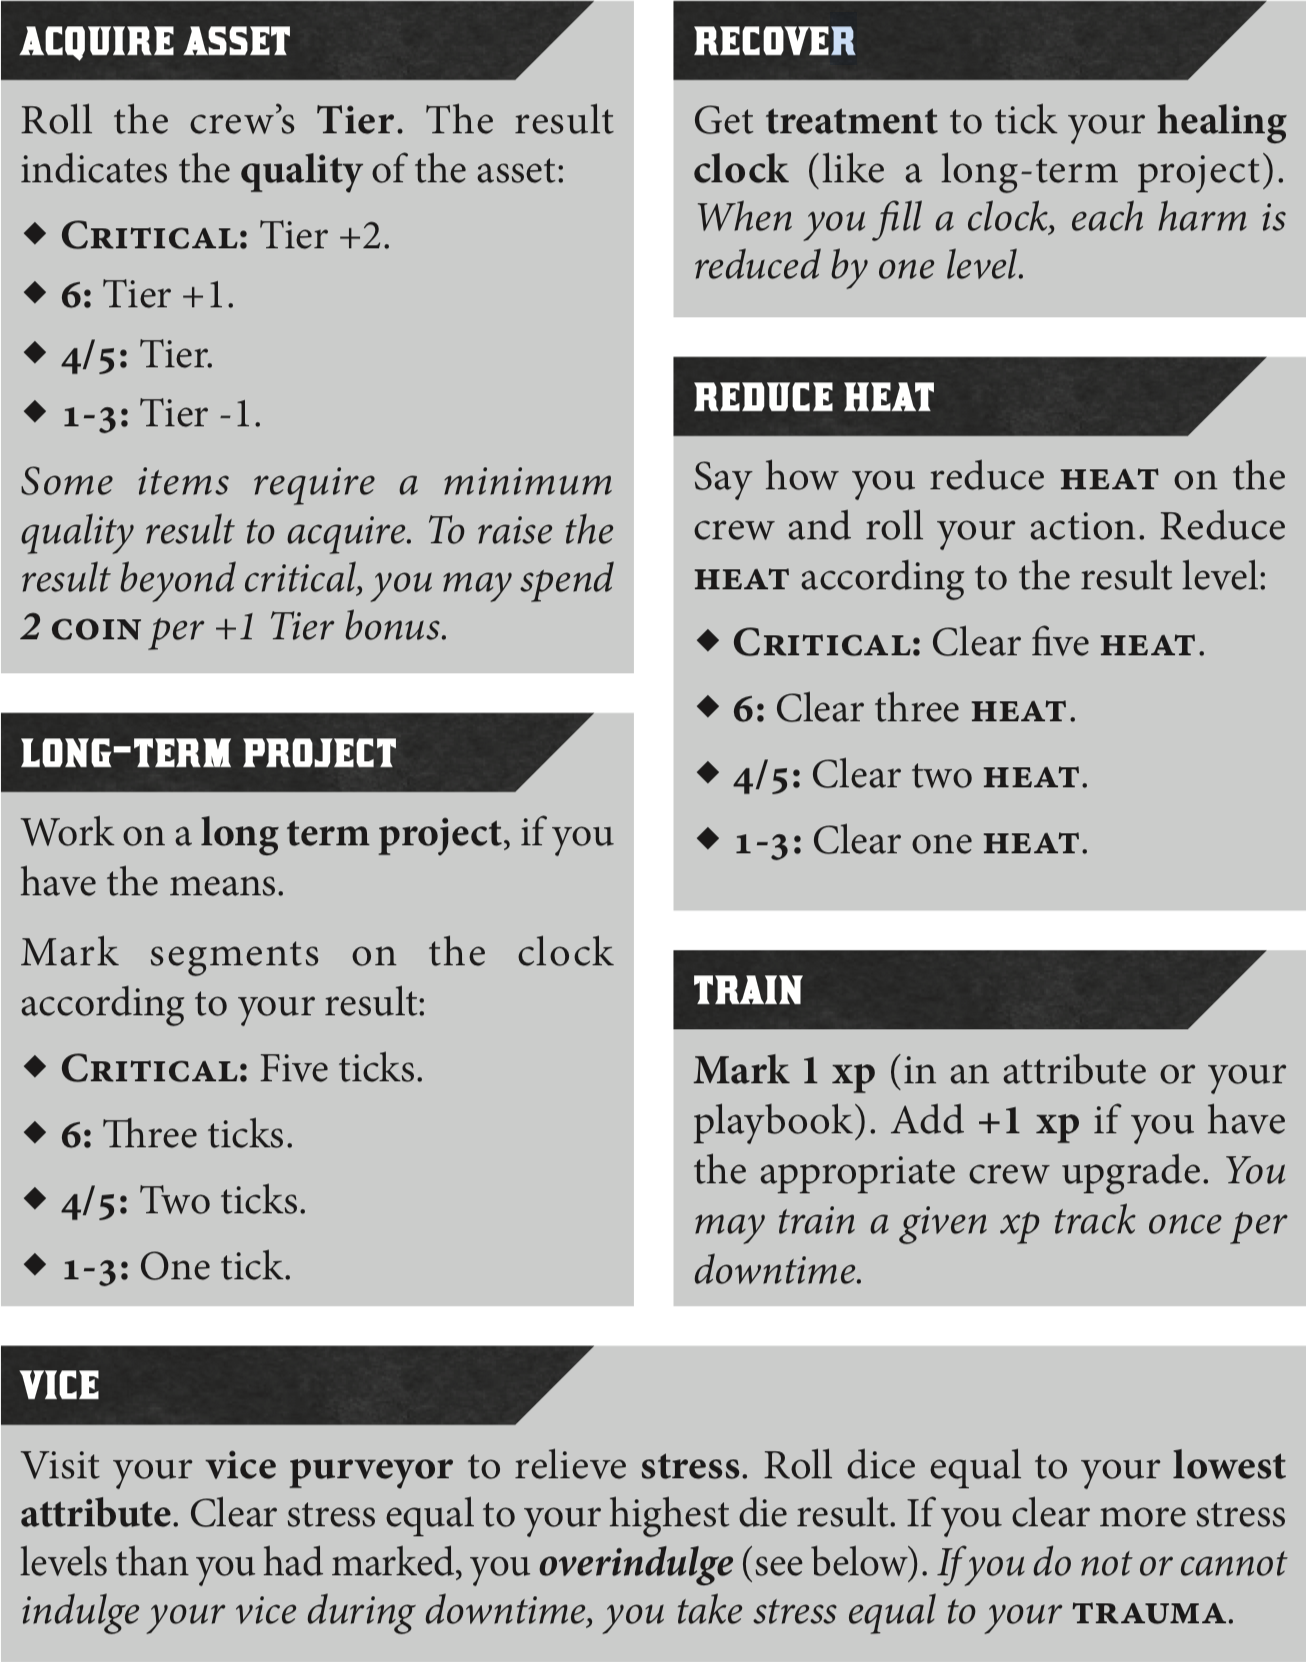 ACQUIRE ASSET
Roll the crew's Tier. The result
indicates the quality of the asset:
◆ CRITICAL: Tier +2.
◆ 6: Tier +1.
◆ 4/5: Tier.
◆ 1-3: Tier -1.
Some items require a minimum
quality result to acquire. To raise the
result beyond critical, you may spend
2 COIN per +1 Tier bonus.
LONG-TERM PROJECT
Work on a long term project, if you
have the means.
Mark segments on the clock
according to your result:
◆ CRITICAL: Five ticks.
◆ 6: Three ticks.
◆ 4/5: Two ticks.
◆ 1-3: One tick.
RECOVER
Get treatment to tick your healing
clock (like a long-term project).
When you fill a clock, each harm is
reduced by one level.
REDUCE HEAT
Say how you reduce HEAT on the
crew and roll your action. Reduce
HEAT according to the result level:
◆ CRITICAL: Clear five HEAT.
◆ 6: Clear three HEAT.
◆ 4/5: Clear two HEAT.
◆ 1-3: Clear one HEAT.
TRAIN
Mark 1 xp (in an attribute or your
playbook). Add +1 xp if you have
the appropriate crew upgrade. You
may train a given xp track once per
downtime.
VICE
Visit your vice purveyor to relieve stress. Roll dice equal to your lowest
attribute. Clear stress equal to your highest die result. If you clear more stress
levels than you had marked, you overindulge (see below). If you do not or cannot
indulge your vice during downtime, you take stress equal to your TRAUMA.